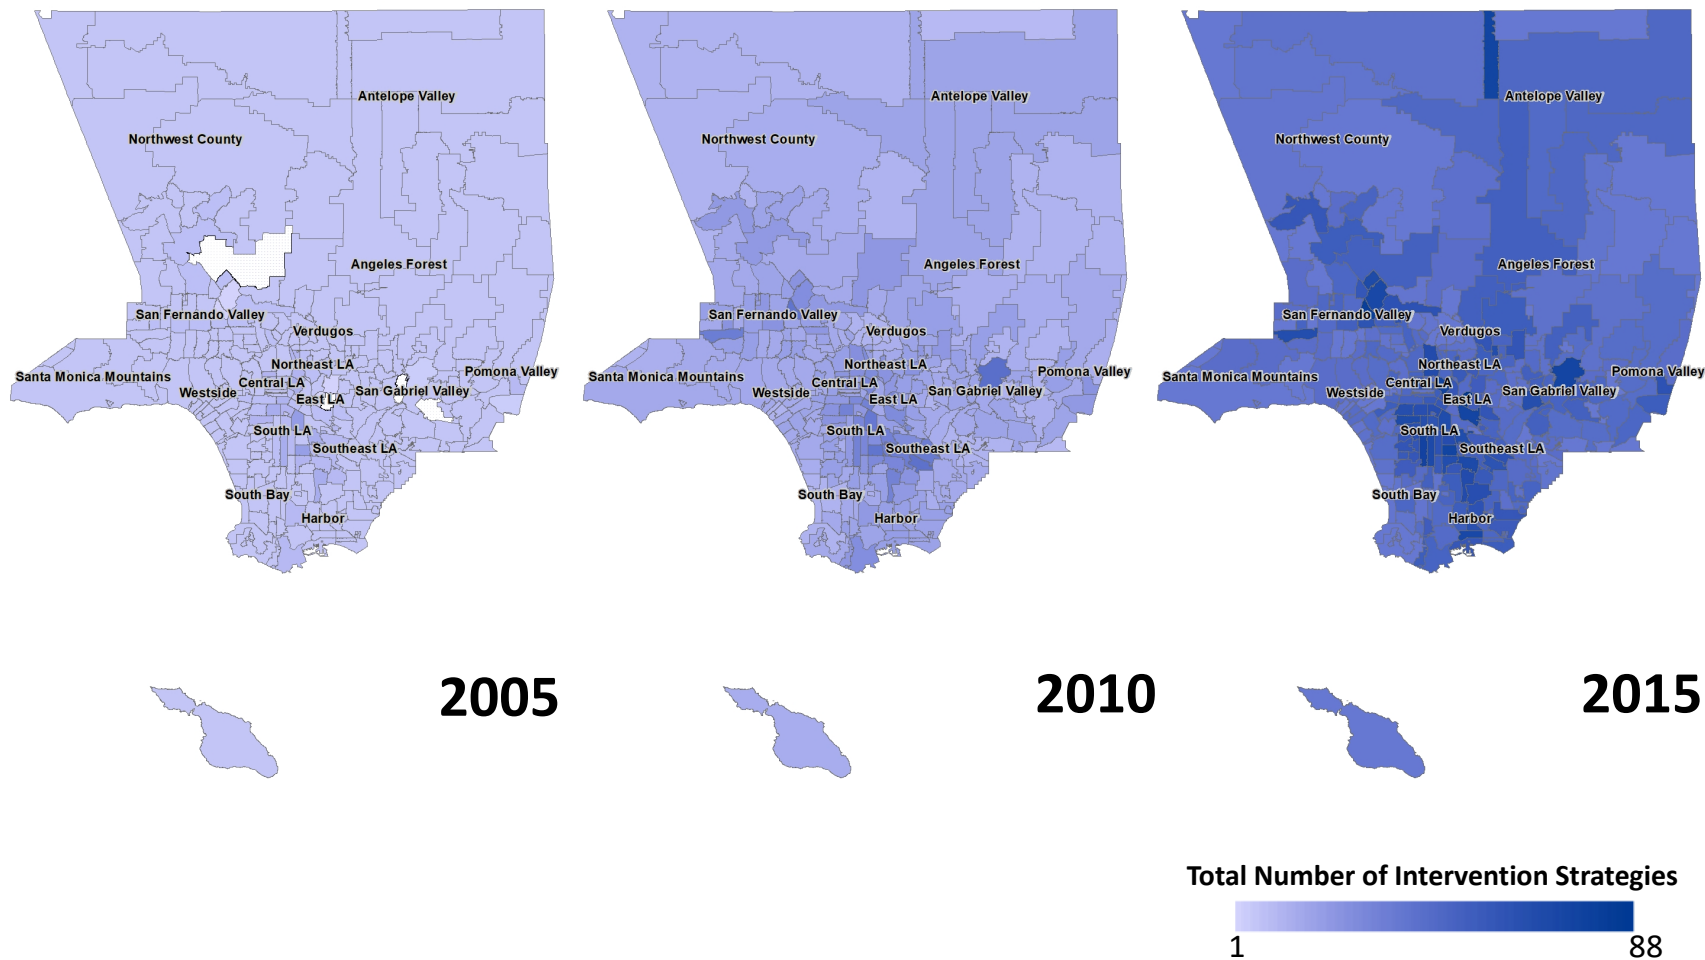 Antelope Valley
Northwest County
Angeles Forest
San Fernando Valley
Verdugos
Northeast LA
Santa Monica Mountains
Pomona Valley
Central LA
Westside
San Gabriel Valley
East LA
South LA
Southeast LA
South Bay
Harbor
2005
Antelope Valley
Northwest County
Angeles Forest
San Fernando Valley
Verdugos
Northeast LA
Santa Monica Mountains
Pomona Valley
Central LA
Westside
San Gabriel Valley
East LA
South LA
Southeast LA
South Bay
Harbor
2010
Antelope Valley
Northwest County
Angeles Forest
San Fernando Valley
Verdugos
Northeast LA
Santa Monica Mountains
Pomona Valley
Central LA
Westside
San Gabriel Valley
East LA
South LA
Southeast LA
South Bay
Harbor
2015
Total Number of Intervention Strategies
1 88